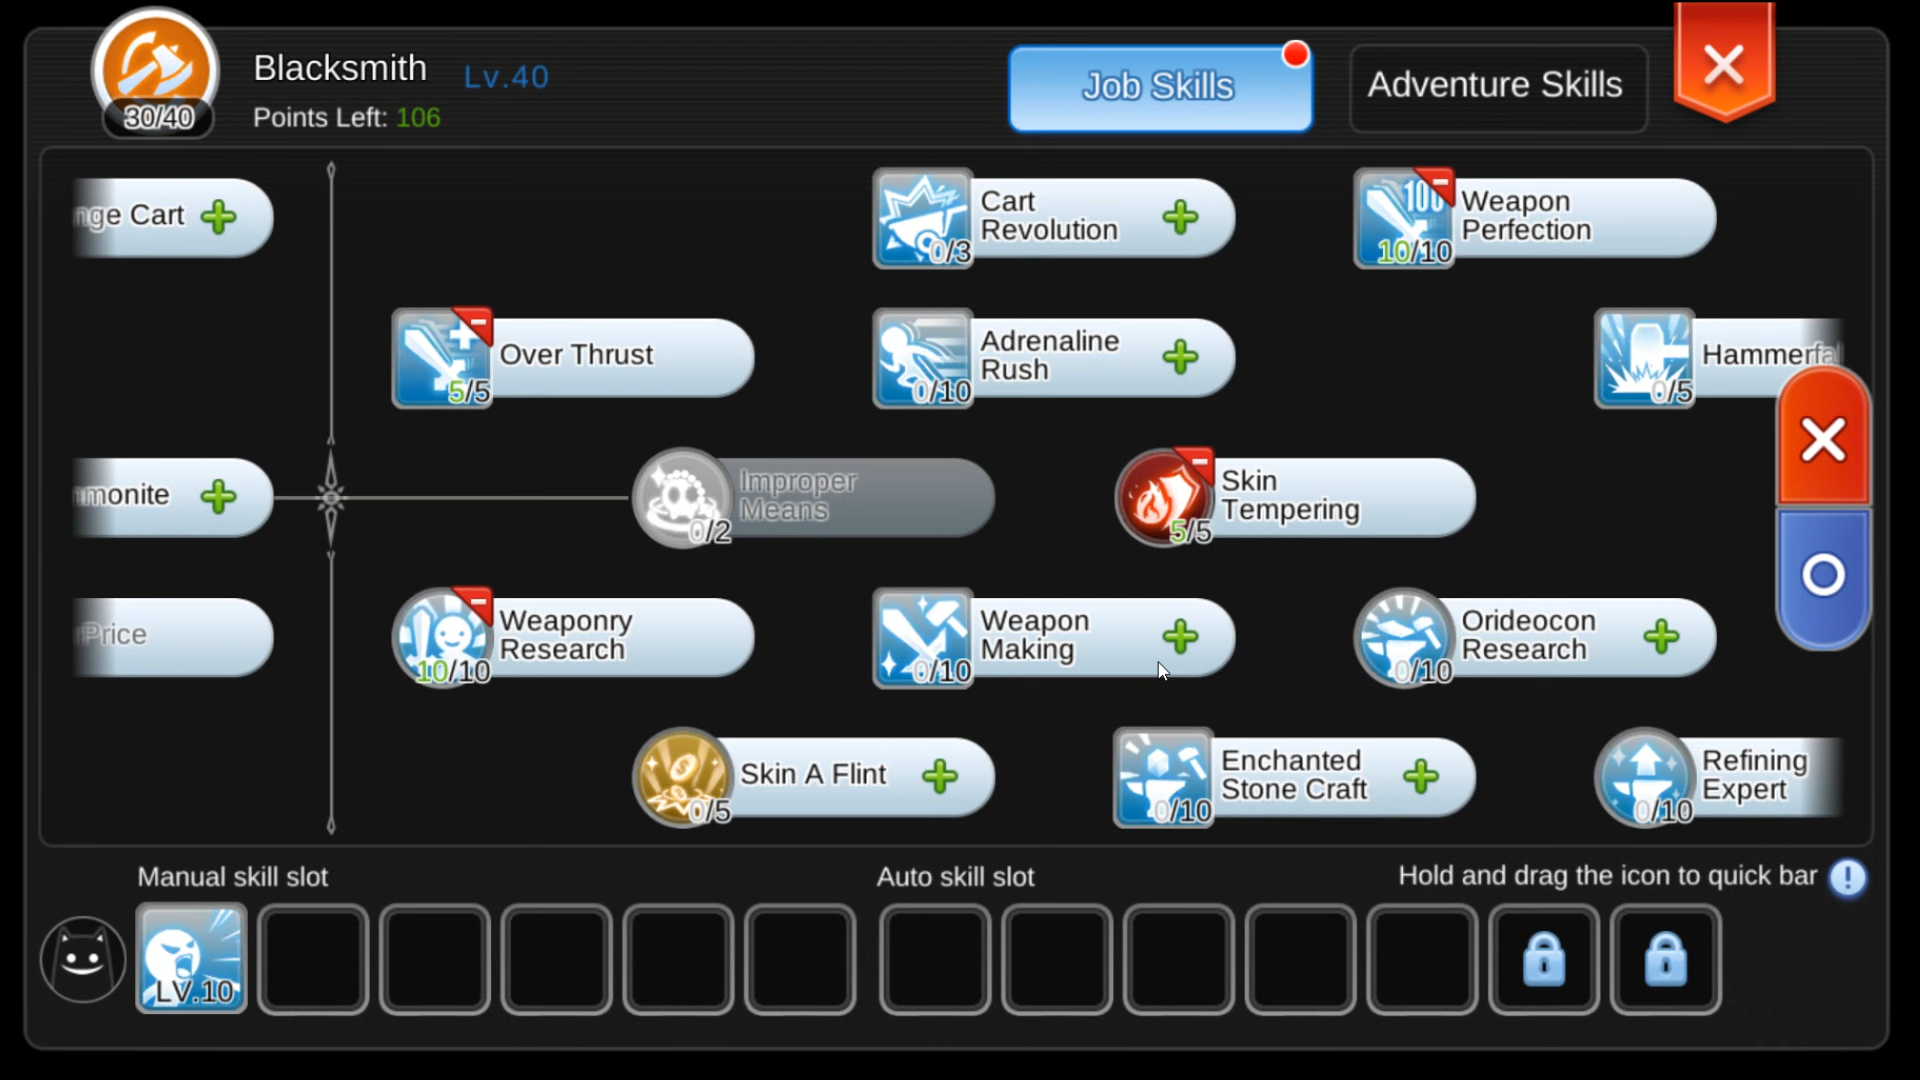 Blacksmith Lv.40
30/40
Points Left: 106
Job Skills
Adventure Skills
nge Cart
Cart
Revolution
0/3
100
Weapon
Perfection
10/10
Over Thrust
5/5
Adrenaline
Rush
0/10
Hammerfa
0/5
monite
Improper
Means
0/2
Skin
Tempering
5/5
Price
Weaponry
Research
10/10
Weapon
Making
0/10
Orideocon
Research
0/10
Skin A Flint
0/5
Enchanted
Stone Craft
0/10
Refining
Expert
0/10
Manual skill slot
Auto skill slot
Hold and drag the icon to quick bar
LV.10